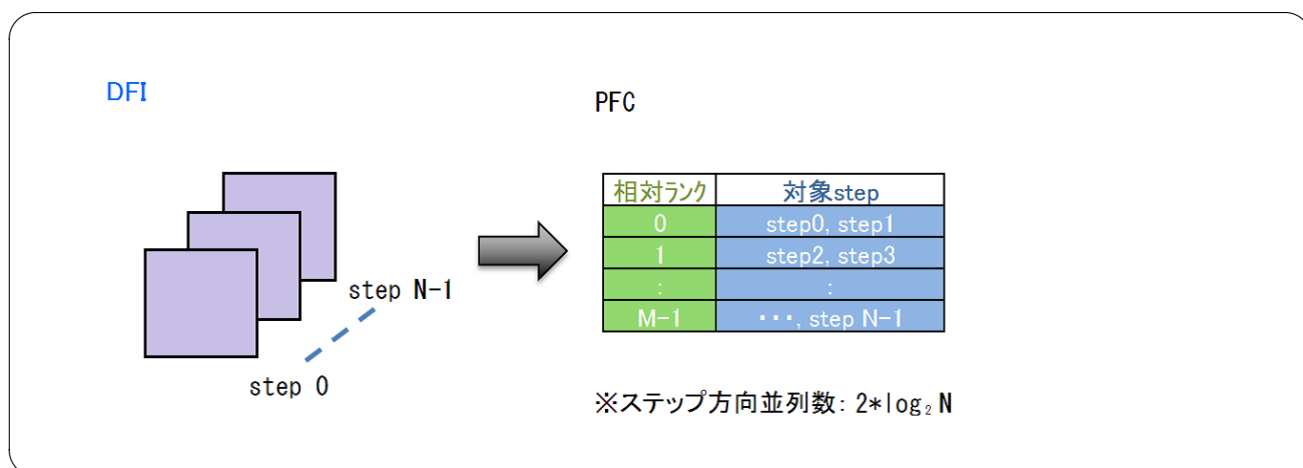 DFI
PFC
相対ランク 対象step
0 step0, step1
1 step2, step3
: :
M-1 ・・・, step N-1
step N-1
step 0
※ステップ方向並列数: 2*log₂N